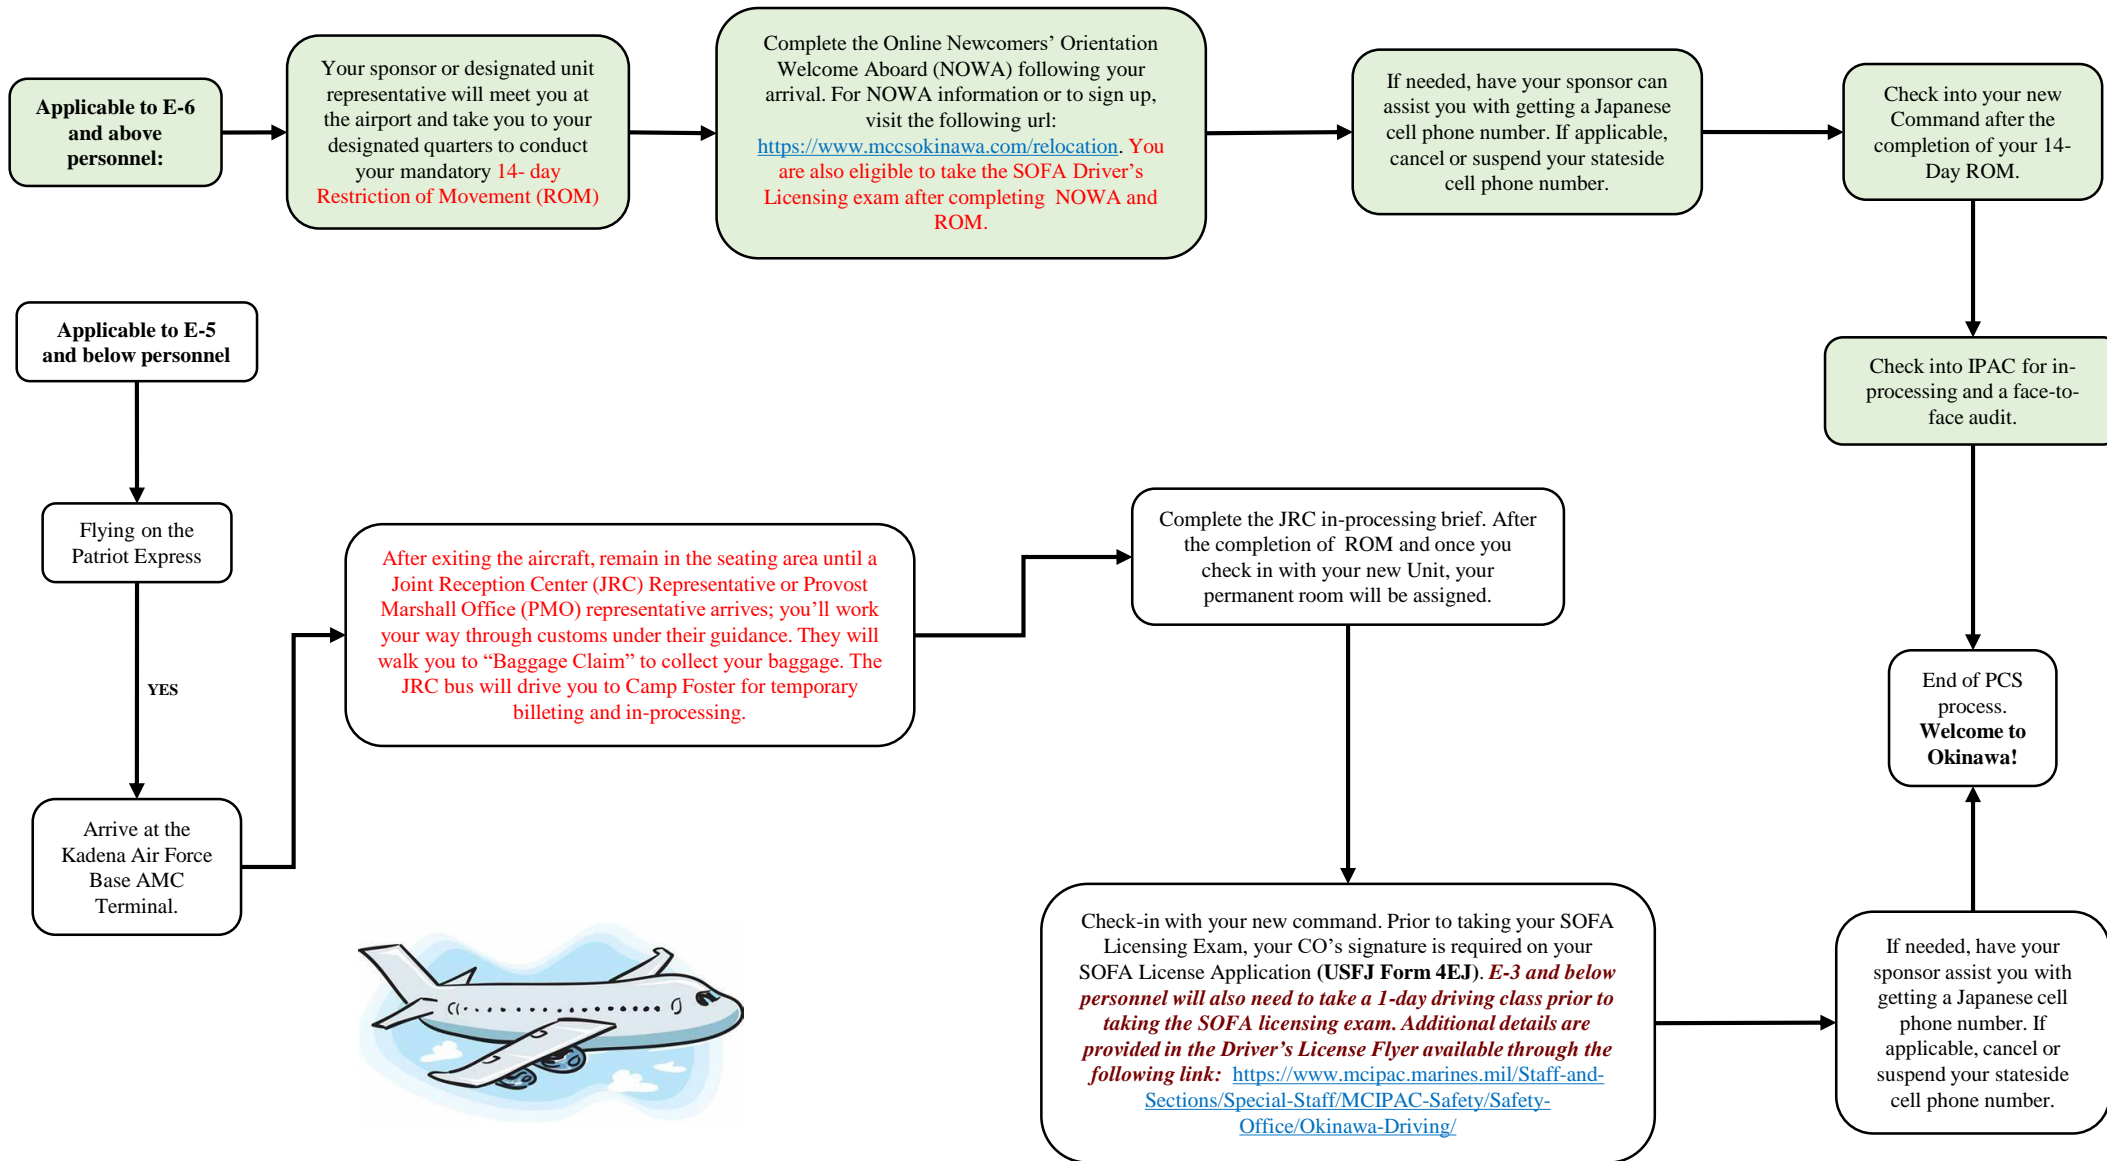 Applicable to E-6
and above
personnel:
Your sponsor or designated unit
representative will meet you at
the airport and take you to your
designated quarters to conduct
your mandatory 14- day
Restriction of Movement (ROM)
Complete the Online Newcomers’ Orientation
Welcome Aboard (NOWA) following your
arrival. For NOWA information or to sign up,
visit the following url:
https://www.mccsokinawa.com/relocation. You
are also eligible to take the SOFA Driver’s
Licensing exam after completing NOWA and
ROM.
If needed, have your sponsor can
assist you with getting a Japanese
cell phone number. If applicable,
cancel or suspend your stateside
cell phone number.
Check into your new
Command after the
completion of your 14-
Day ROM.
Check into IPAC for in-
processing and a face-to-
face audit.
Applicable to E-5
and below personnel
Flying on the
Patriot Express
YES
Arrive at the
Kadena Air Force
Base AMC
Terminal.
After exiting the aircraft, remain in the seating area until a
Joint Reception Center (JRC) Representative or Provost
Marshall Office (PMO) representative arrives; you’ll work
your way through customs under their guidance. They will
walk you to “Baggage Claim” to collect your baggage. The
JRC bus will drive you to Camp Foster for temporary
billeting and in-processing.
Complete the JRC in-processing brief. After
the completion of ROM and once you
check in with your new Unit, your
permanent room will be assigned.
Check-in with your new command. Prior to taking your SOFA
Licensing Exam, your CO’s signature is required on your
SOFA License Application (USFJ Form 4EJ). E-3 and below
personnel will also need to take a 1-day driving class prior to
taking the SOFA licensing exam. Additional details are
provided in the Driver’s License Flyer available through the
following link: https://www.mcipac.marines.mil/Staff-and-
Sections/Special-Staff/MCIPAC-Safety/Safety-
Office/Okinawa-Driving/
If needed, have your
sponsor assist you with
getting a Japanese cell
phone number. If
applicable, cancel or
suspend your stateside
cell phone number.
End of PCS
process.
Welcome to
Okinawa!